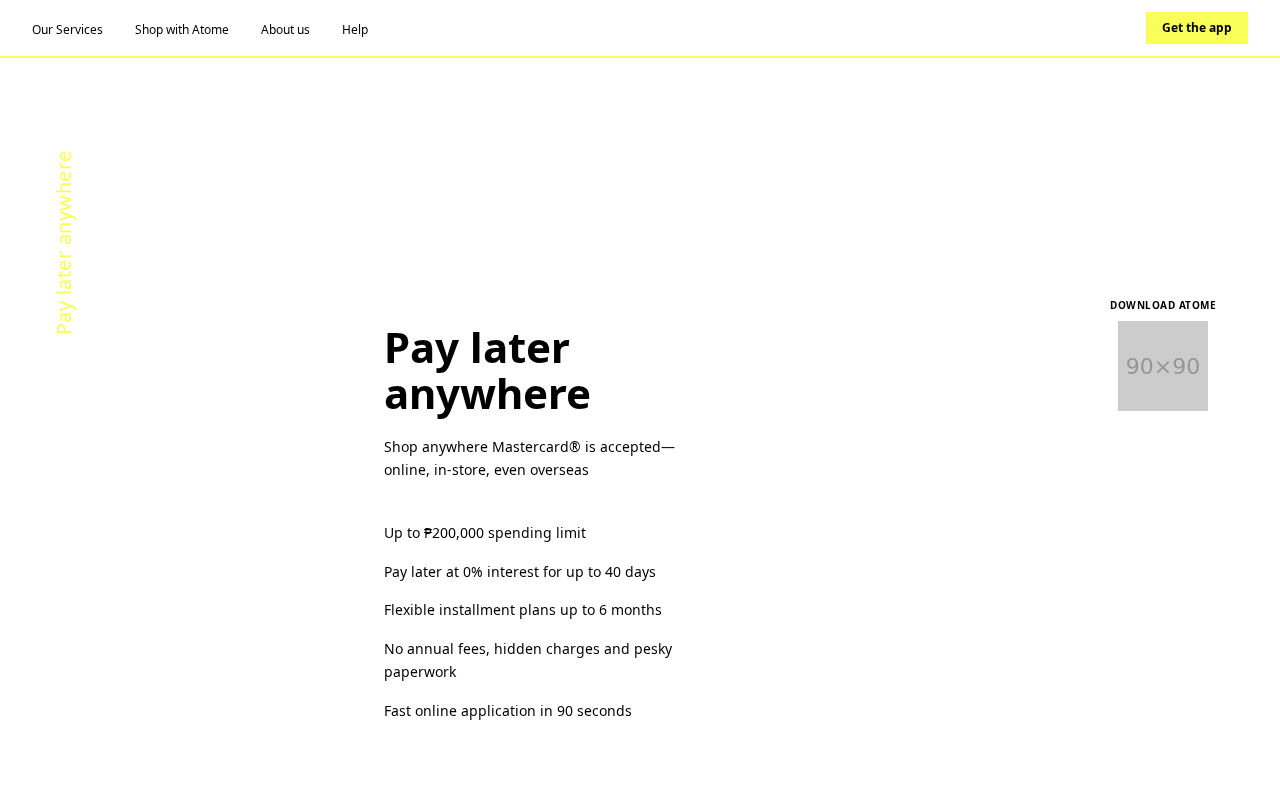 Our Services
Shop with Atome
About us
Help
Get the app
Pay later anywhere
DOWNLOAD ATOME
90×90
Pay later
anywhere
Shop anywhere Mastercard® is accepted—
online, in-store, even overseas
Up to ₱200,000 spending limit
Pay later at 0% interest for up to 40 days
Flexible installment plans up to 6 months
No annual fees, hidden charges and pesky
paperwork
Fast online application in 90 seconds